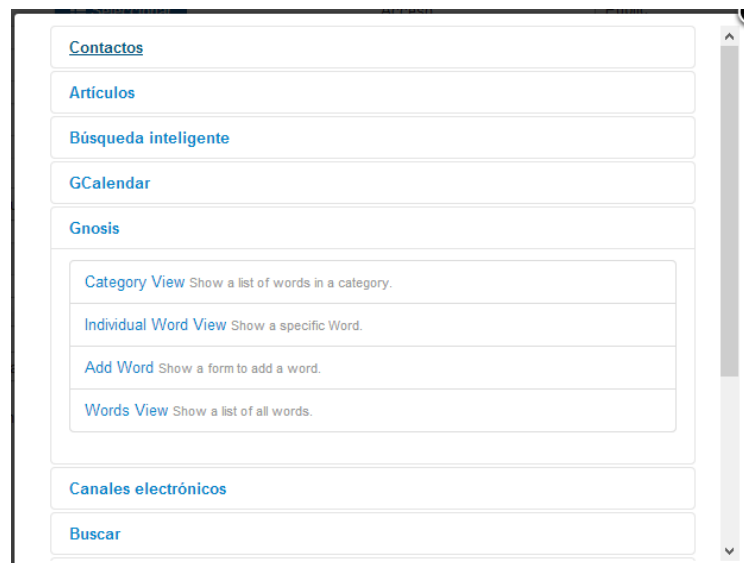 Contactos
Artículos
Búsqueda inteligente
GCalendar
Gnosis
Category View Show a list of words in a category.
Individual Word View Show a specific Word.
Add Word Show a form to add a word.
Words View Show a list of all words.
Canales electrónicos
Buscar